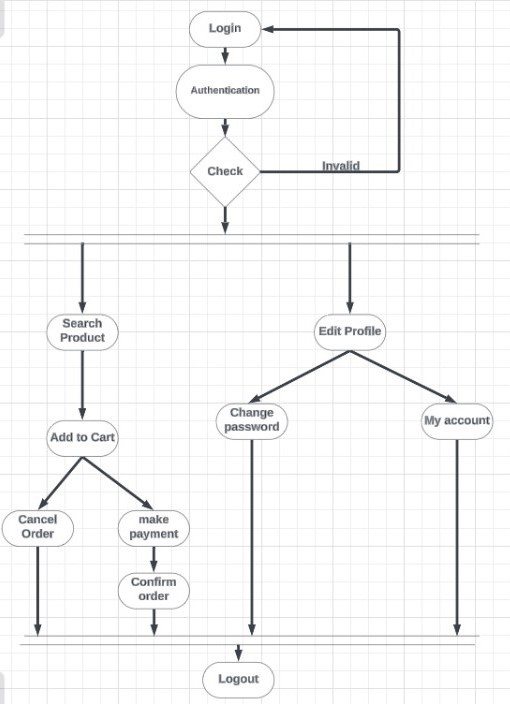 Login
Authentication
Check
Invalid
Search
Product
Edit Profile
Add to Cart
Change
password
My account
Cancel
Order
make
payment
Confirm
order
Logout